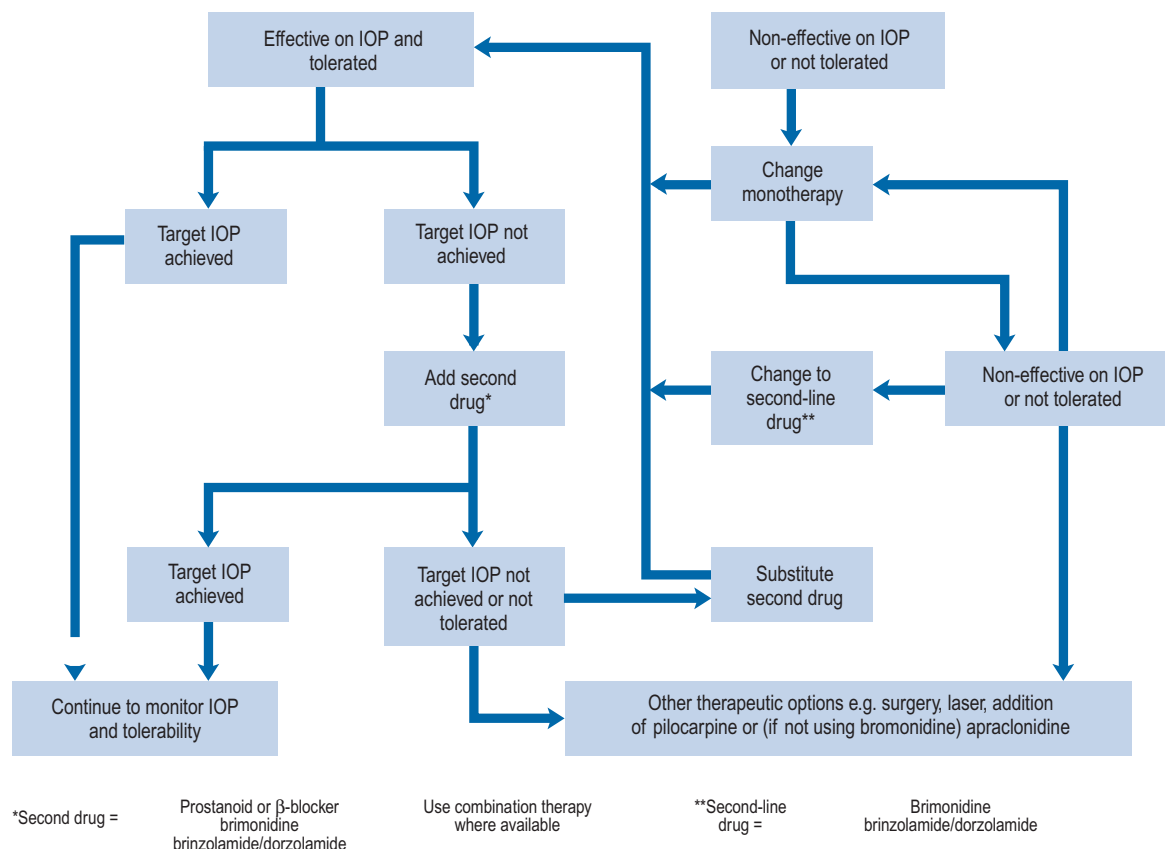 Effective on IOP and
tolerated
Non-effective on IOP
or not tolerated
Change
monotherapy
Target IOP
achieved
Target IOP not
achieved
Add second
drug*
Change to
second-line
drug**
Non-effective on IOP
or not tolerated
Target IOP
achieved
Target IOP not
achieved or not
tolerated
Substitute
second drug
Continue to monitor IOP
and tolerability
Other therapeutic options e.g. surgery, laser, addition
of pilocarpine or (if not using bromonidine) apraclonidine
*Second drug =
Prostanoid or β-blocker
brimonidine
brinzolamide/dorzolamide
Use combination therapy
where available
**Second-line
drug =
Brimonidine
brinzolamide/dorzolamide